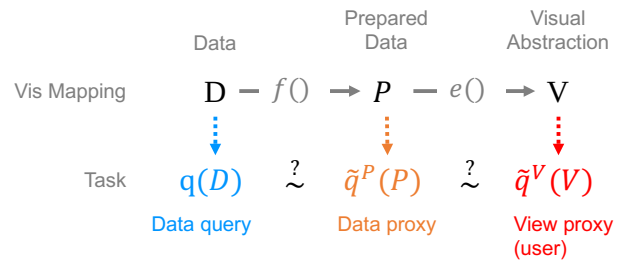 Data
Prepared
Data
Visual
Abstraction
Vis Mapping D f() P e() V
Task q(D) ? ~ q̃ᴾ(P) ? ~ q̃ⱽ(V)
Data query
Data proxy
View proxy
(user)